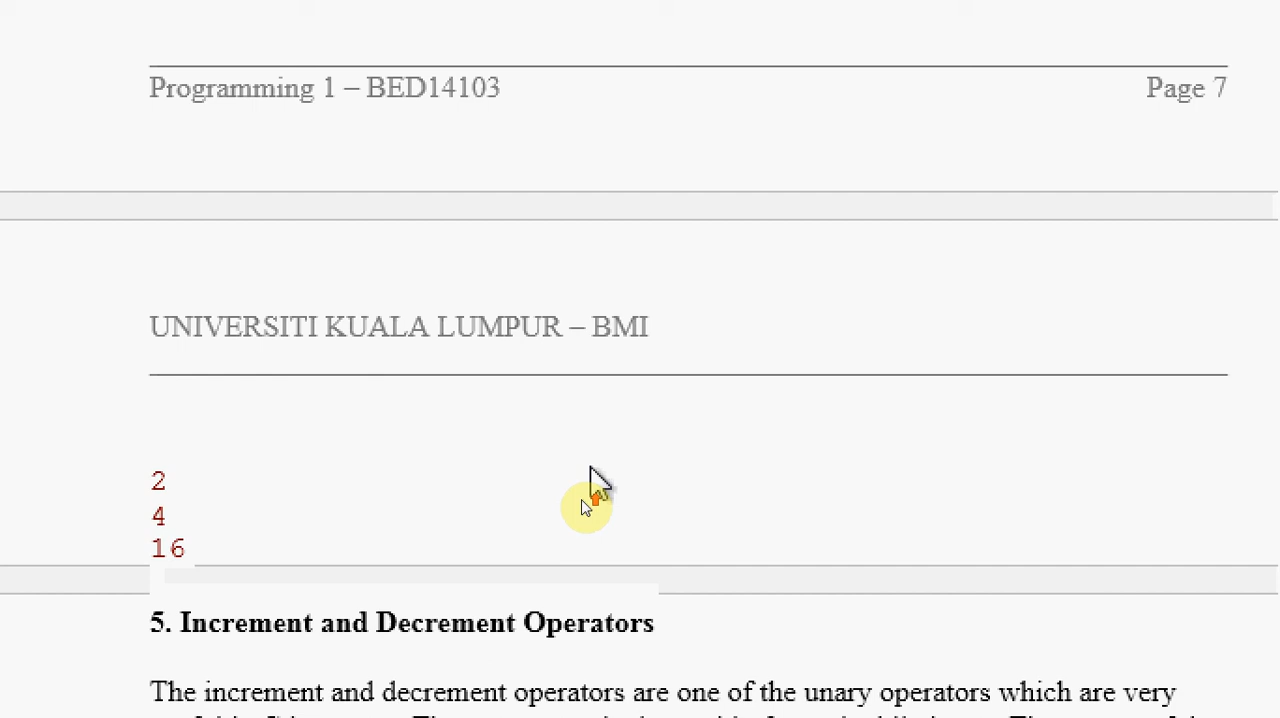 Programming 1 – BED14103 Page 7
UNIVERSITI KUALA LUMPUR – BMI
2
4
16
5. Increment and Decrement Operators
The increment and decrement operators are one of the unary operators which are very